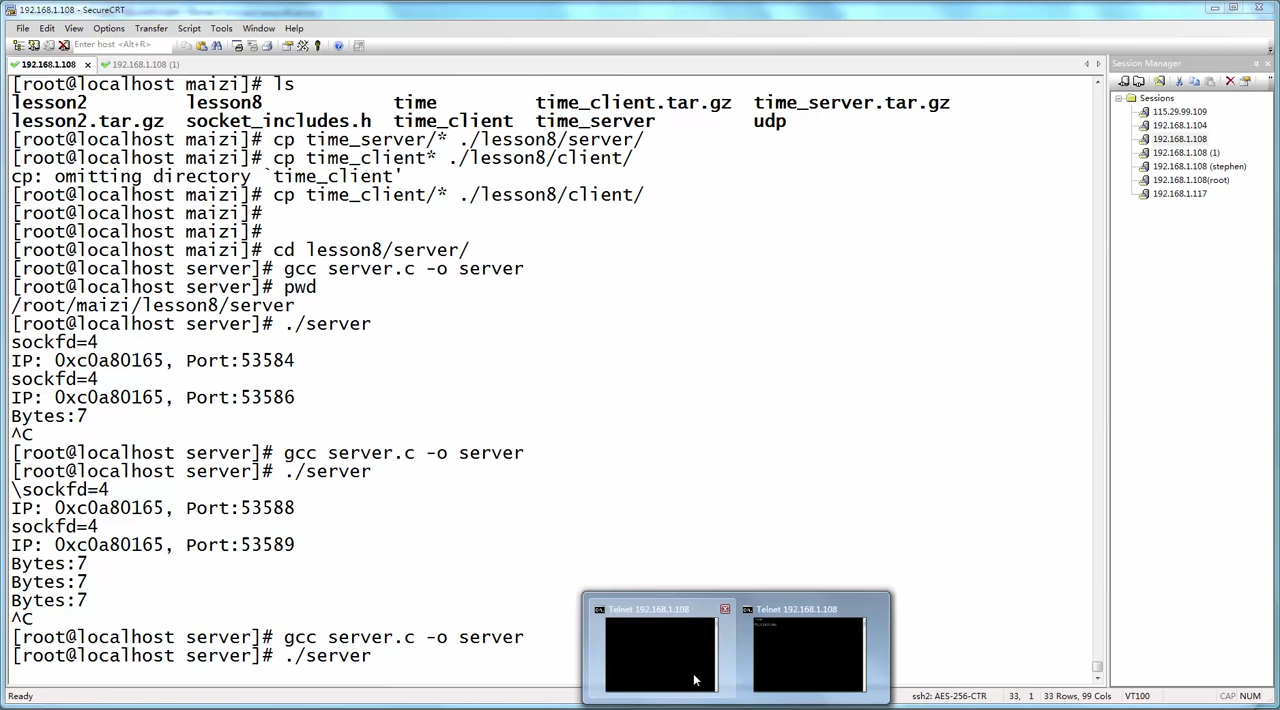 192.168.1.108 - SecureCRT
File Edit View Options Transfer Script Tools Window Help
Enter host <Alt+R>
192.168.1.108 192.168.1.108 (1)
[root@localhost maizi]# ls
lesson2 lesson8 time time_client.tar.gz time_server.tar.gz
lesson2.tar.gz socket_includes.h time_client time_server udp
[root@localhost maizi]# cp time_server/* ./lesson8/server/
[root@localhost maizi]# cp time_client* ./lesson8/client/
cp: omitting directory `time_client'
[root@localhost maizi]# cp time_client/* ./lesson8/client/
[root@localhost maizi]#
[root@localhost maizi]#
[root@localhost maizi]# cd lesson8/server/
[root@localhost server]# gcc server.c -o server
[root@localhost server]# pwd
/root/maizi/lesson8/server
[root@localhost server]# ./server
sockfd=4
IP: 0xc0a80165, Port:53584
sockfd=4
IP: 0xc0a80165, Port:53586
Bytes:7
^C
[root@localhost server]# gcc server.c -o server
[root@localhost server]# ./server
\sockfd=4
IP: 0xc0a80165, Port:53588
sockfd=4
IP: 0xc0a80165, Port:53589
Bytes:7
Bytes:7
Bytes:7
^C
[root@localhost server]# gcc server.c -o server
[root@localhost server]# ./server
Session Manager
Sessions
115.29.99.109
192.168.1.104
192.168.1.108
192.168.1.108 (1)
192.168.1.108 (stephen)
192.168.1.108(root)
192.168.1.117
Telnet 192.168.1.108
Telnet 192.168.1.108
Ready ssh2: AES-256-CTR 33, 1 33 Rows, 99 Cols VT100 CAP NUM